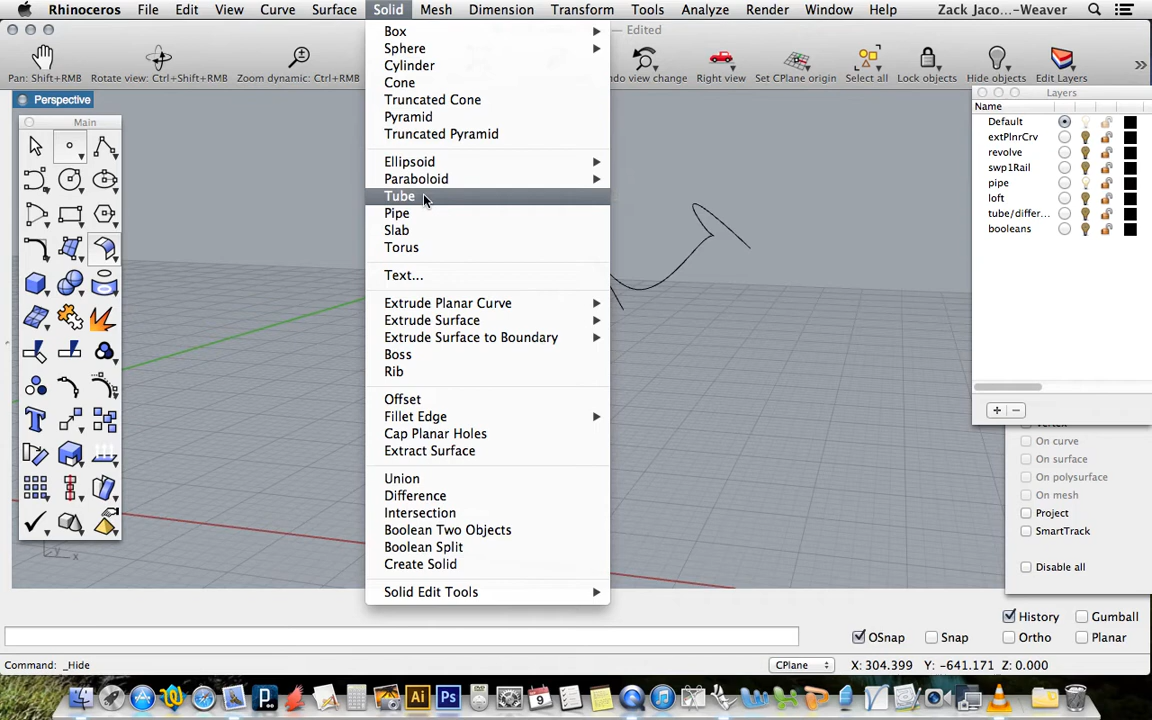 Rhinoceros File Edit View Curve Surface Solid Mesh Dimension Transform Tools Analyze Render Window Help Zack Jaco...-Weaver
— Edited
Pan: Shift+RMB Rotate view: Ctrl+Shift+RMB Zoom dynamic: Ctrl+RMB
ndo view change Right view Set CPlane origin Select all Lock objects Hide objects Edit Layers
Perspective
Main
Box
Sphere
Cylinder
Cone
Truncated Cone
Pyramid
Truncated Pyramid
Ellipsoid
Paraboloid
Tube
Pipe
Slab
Torus
Text...
Extrude Planar Curve
Extrude Surface
Extrude Surface to Boundary
Boss
Rib
Offset
Fillet Edge
Cap Planar Holes
Extract Surface
Union
Difference
Intersection
Boolean Two Objects
Boolean Split
Create Solid
Solid Edit Tools
Layers
Name
Default
extPlnrCrv
revolve
swp1Rail
pipe
loft
tube/differ...
booleans
Vertex
On curve
On surface
On polysurface
On mesh
Project
SmartTrack
Disable all
History Gumball
OSnap Snap Ortho Planar
Command: _Hide
CPlane X: 304.399 Y: -641.171 Z: 0.000